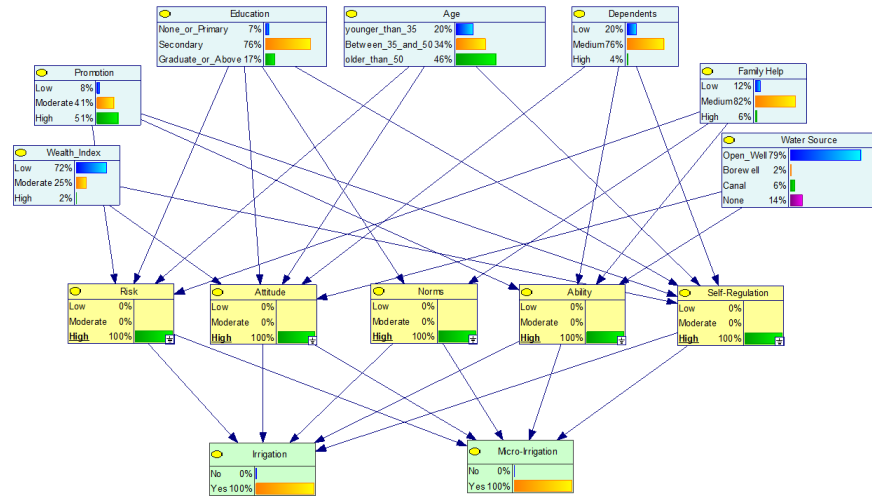 Education
None_or_Primary 7%
Secondary 76%
Graduate_or_Above 17%
Age
younger_than_35 20%
Between_35_and_50 34%
older_than_50 46%
Dependents
Low 20%
Medium 76%
High 4%
Promotion
Low 8%
Moderate 41%
High 51%
Family Help
Low 12%
Medium 82%
High 6%
Wealth_Index
Low 72%
Moderate 25%
High 2%
Water Source
Open_Well 79%
Borewell 2%
Canal 6%
None 14%
Risk
Low 0%
Moderate 0%
High 100%
Attitude
Low 0%
Moderate 0%
High 100%
Norms
Low 0%
Moderate 0%
High 100%
Ability
Low 0%
Moderate 0%
High 100%
Self-Regulation
Low 0%
Moderate 0%
High 100%
Irrigation
No 0%
Yes 100%
Micro-Irrigation
No 0%
Yes 100%